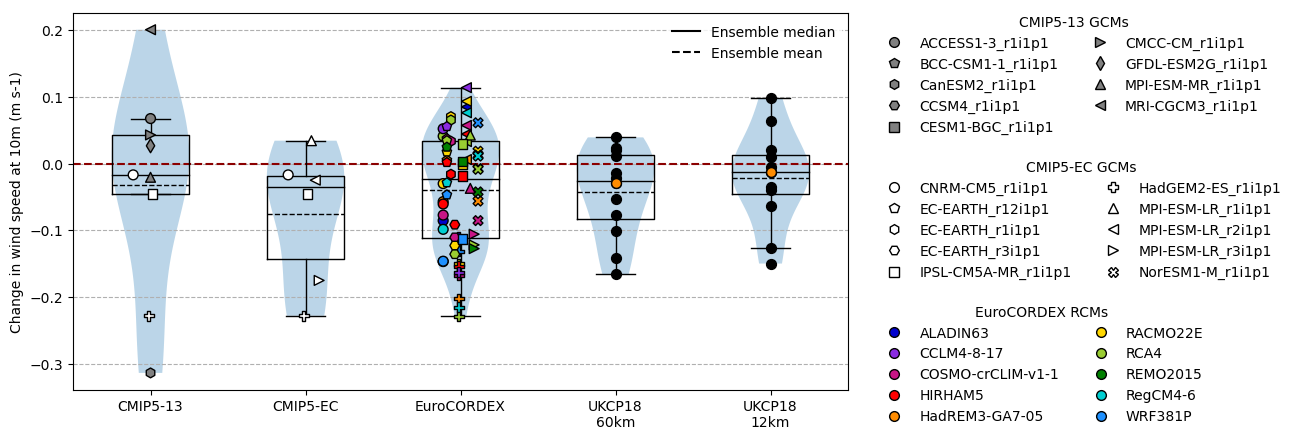 Change in wind speed at 10m (m s-1)
0.2
0.1
0.0
−0.1
−0.2
−0.3
Ensemble median
Ensemble mean
CMIP5-13
CMIP5-EC
EuroCORDEX
UKCP18
60km
UKCP18
12km
CMIP5-13 GCMs
ACCESS1-3_r1i1p1
BCC-CSM1-1_r1i1p1
CanESM2_r1i1p1
CCSM4_r1i1p1
CESM1-BGC_r1i1p1
CMCC-CM_r1i1p1
GFDL-ESM2G_r1i1p1
MPI-ESM-MR_r1i1p1
MRI-CGCM3_r1i1p1
CMIP5-EC GCMs
CNRM-CM5_r1i1p1
EC-EARTH_r12i1p1
EC-EARTH_r1i1p1
EC-EARTH_r3i1p1
IPSL-CM5A-MR_r1i1p1
HadGEM2-ES_r1i1p1
MPI-ESM-LR_r1i1p1
MPI-ESM-LR_r2i1p1
MPI-ESM-LR_r3i1p1
NorESM1-M_r1i1p1
EuroCORDEX RCMs
ALADIN63
CCLM4-8-17
COSMO-crCLIM-v1-1
HIRHAM5
HadREM3-GA7-05
RACMO22E
RCA4
REMO2015
RegCM4-6
WRF381P